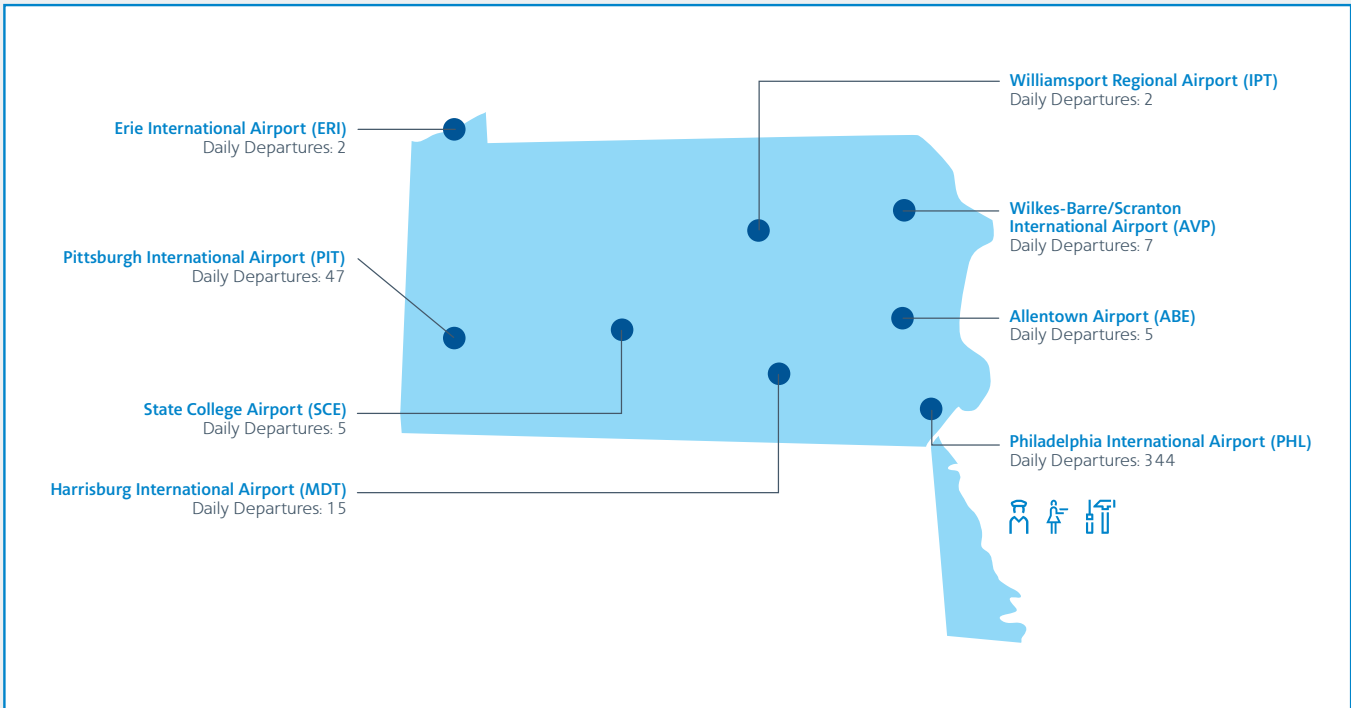 Erie International Airport (ERI)
Daily Departures: 2
Pittsburgh International Airport (PIT)
Daily Departures: 47
State College Airport (SCE)
Daily Departures: 5
Harrisburg International Airport (MDT)
Daily Departures: 15
Williamsport Regional Airport (IPT)
Daily Departures: 2
Wilkes-Barre/Scranton
International Airport (AVP)
Daily Departures: 7
Allentown Airport (ABE)
Daily Departures: 5
Philadelphia International Airport (PHL)
Daily Departures: 344